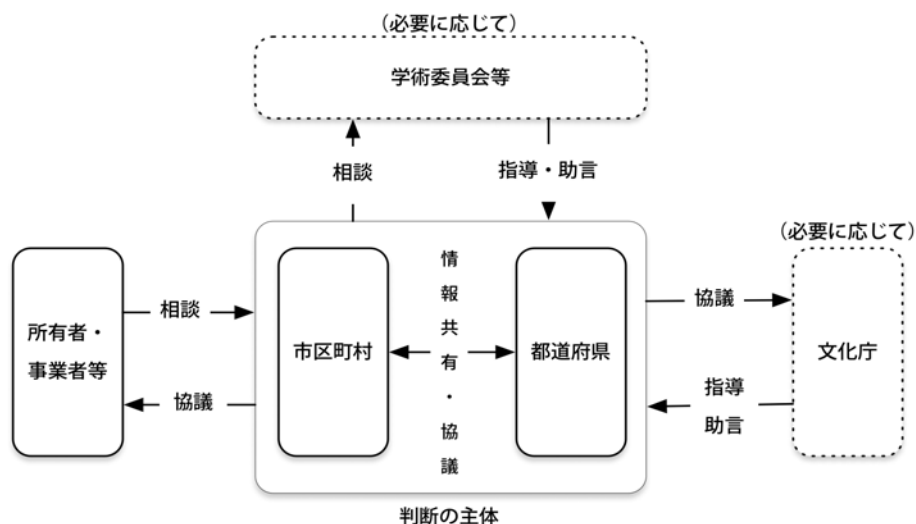 (必要に応じて)
学術委員会等
相談
指導・助言
(必要に応じて)
所有者・
事業者等
相談
協議
市区町村
情報共有・協議
都道府県
協議
指導
助言
文化庁
判断の主体